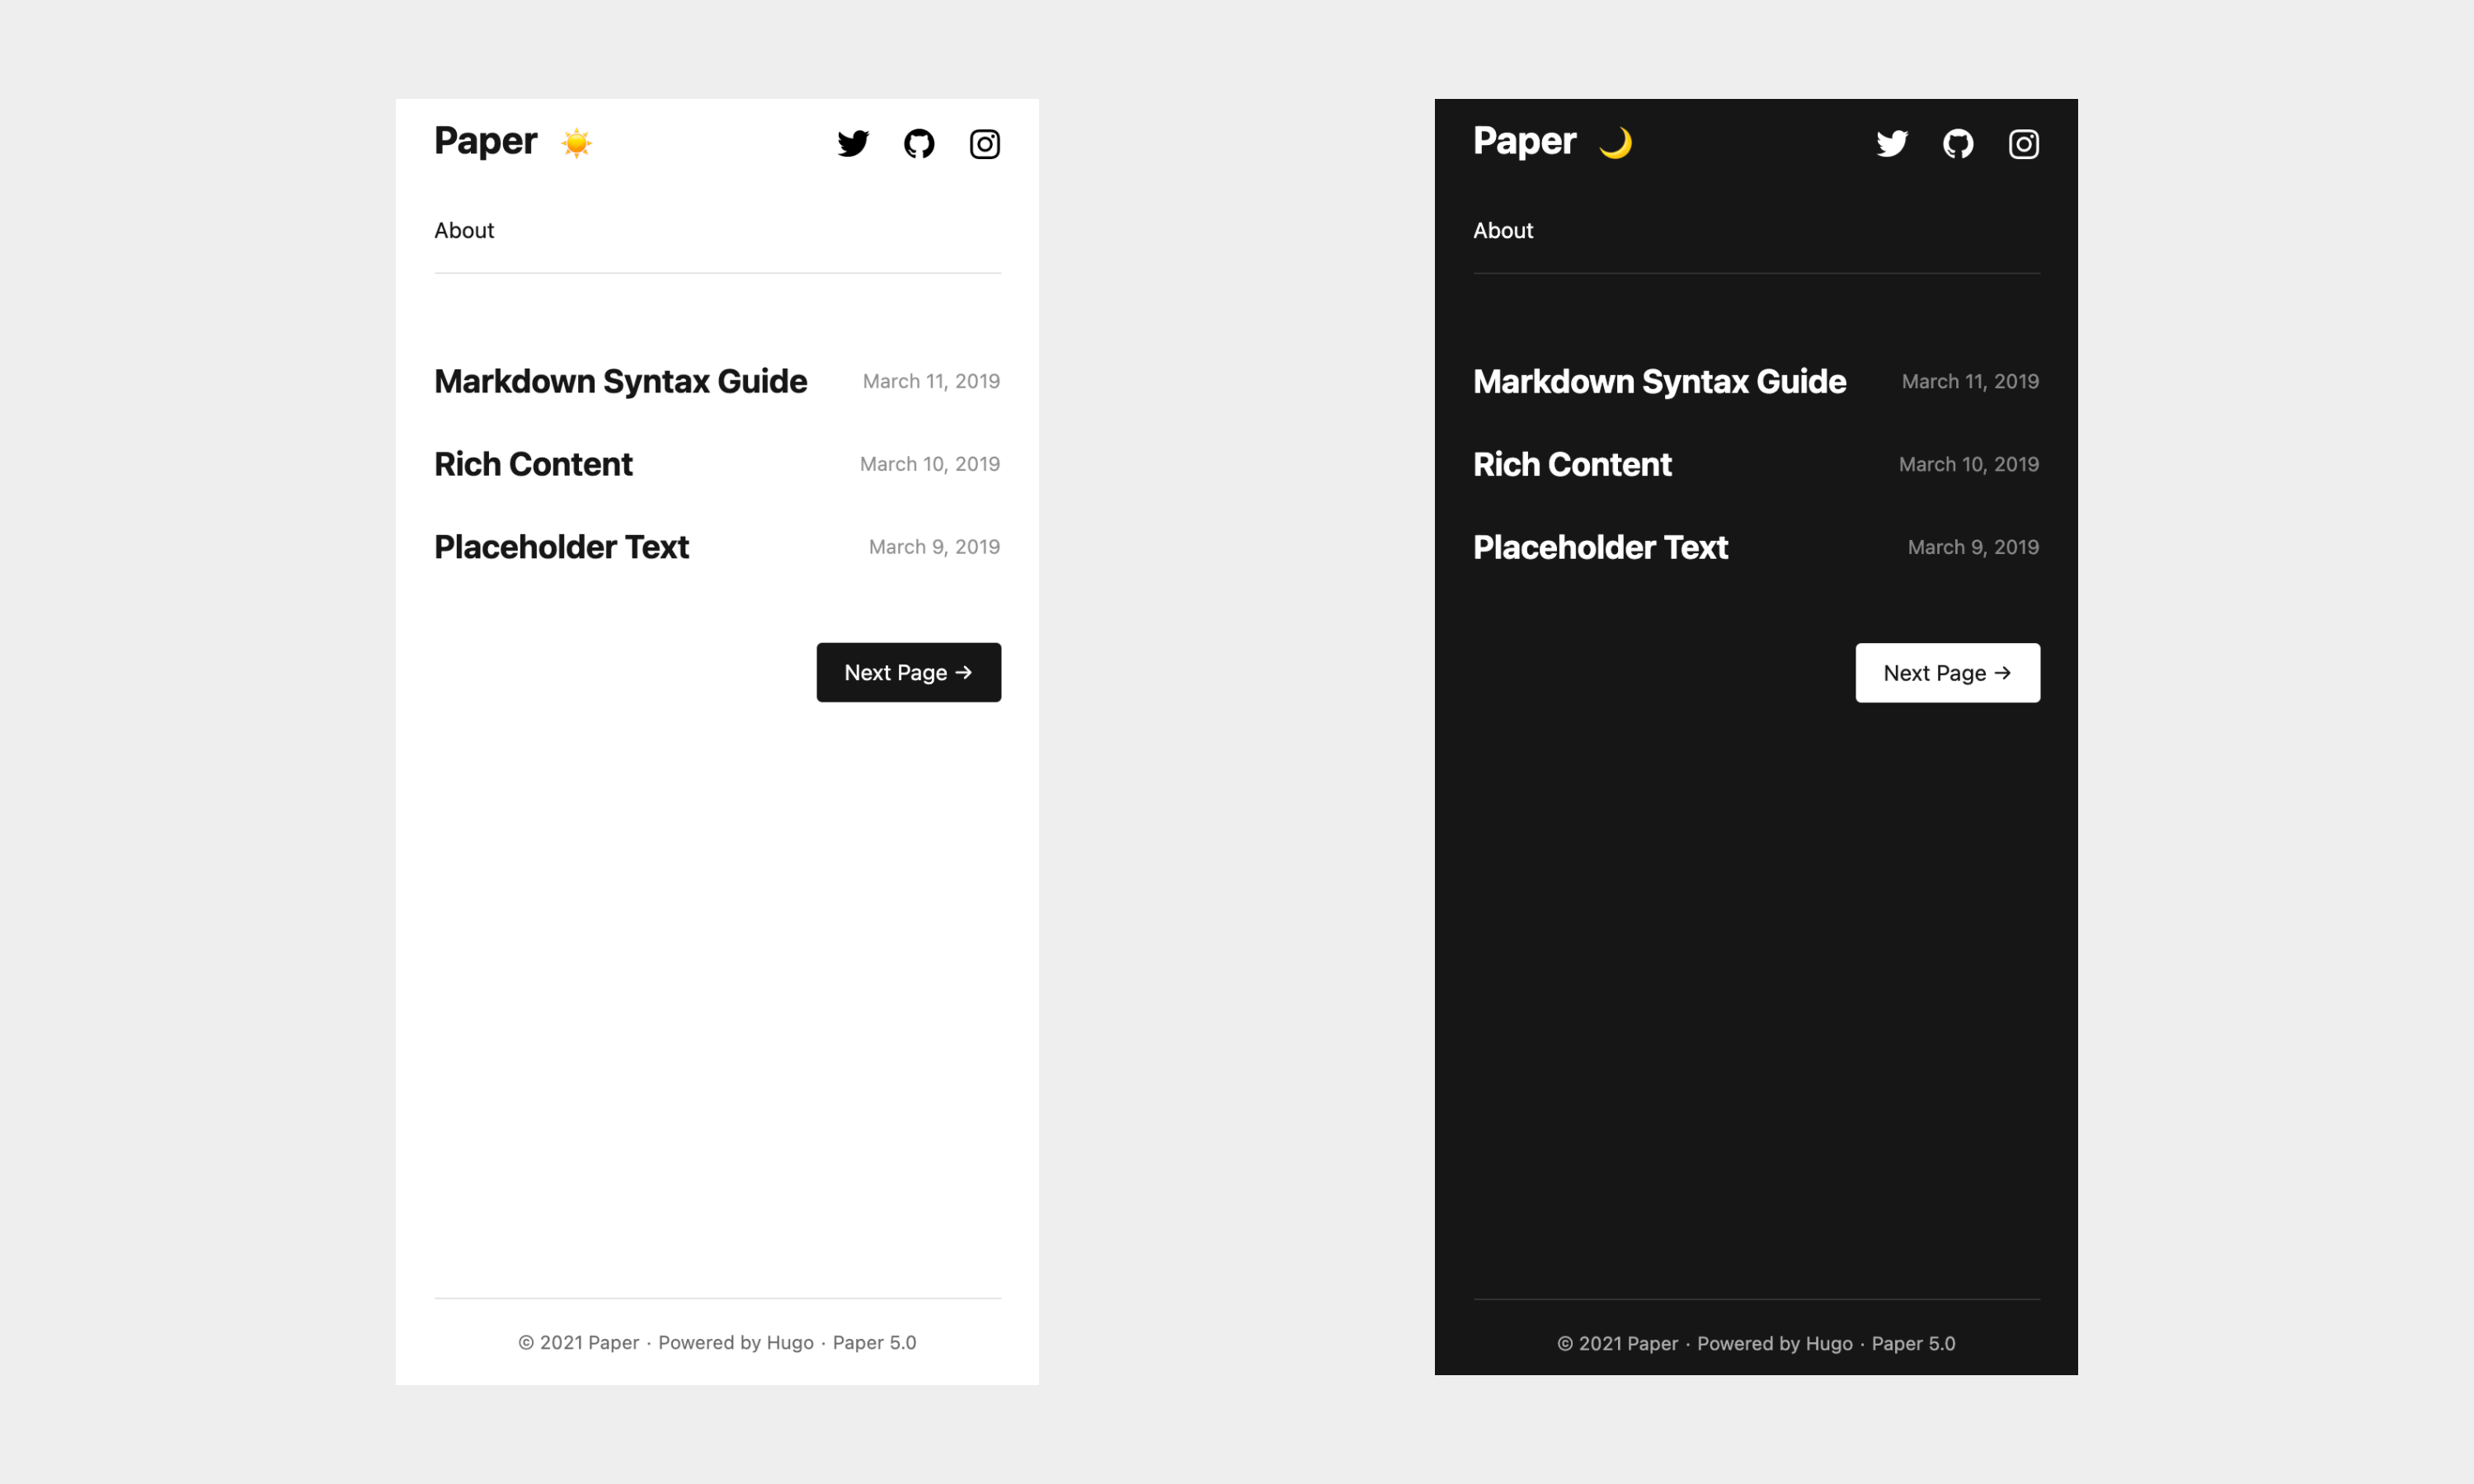 Paper
About
Markdown Syntax Guide March 11, 2019
Rich Content March 10, 2019
Placeholder Text March 9, 2019
Next Page →
© 2021 Paper · Powered by Hugo · Paper 5.0
Paper
About
Markdown Syntax Guide March 11, 2019
Rich Content March 10, 2019
Placeholder Text March 9, 2019
Next Page →
© 2021 Paper · Powered by Hugo · Paper 5.0